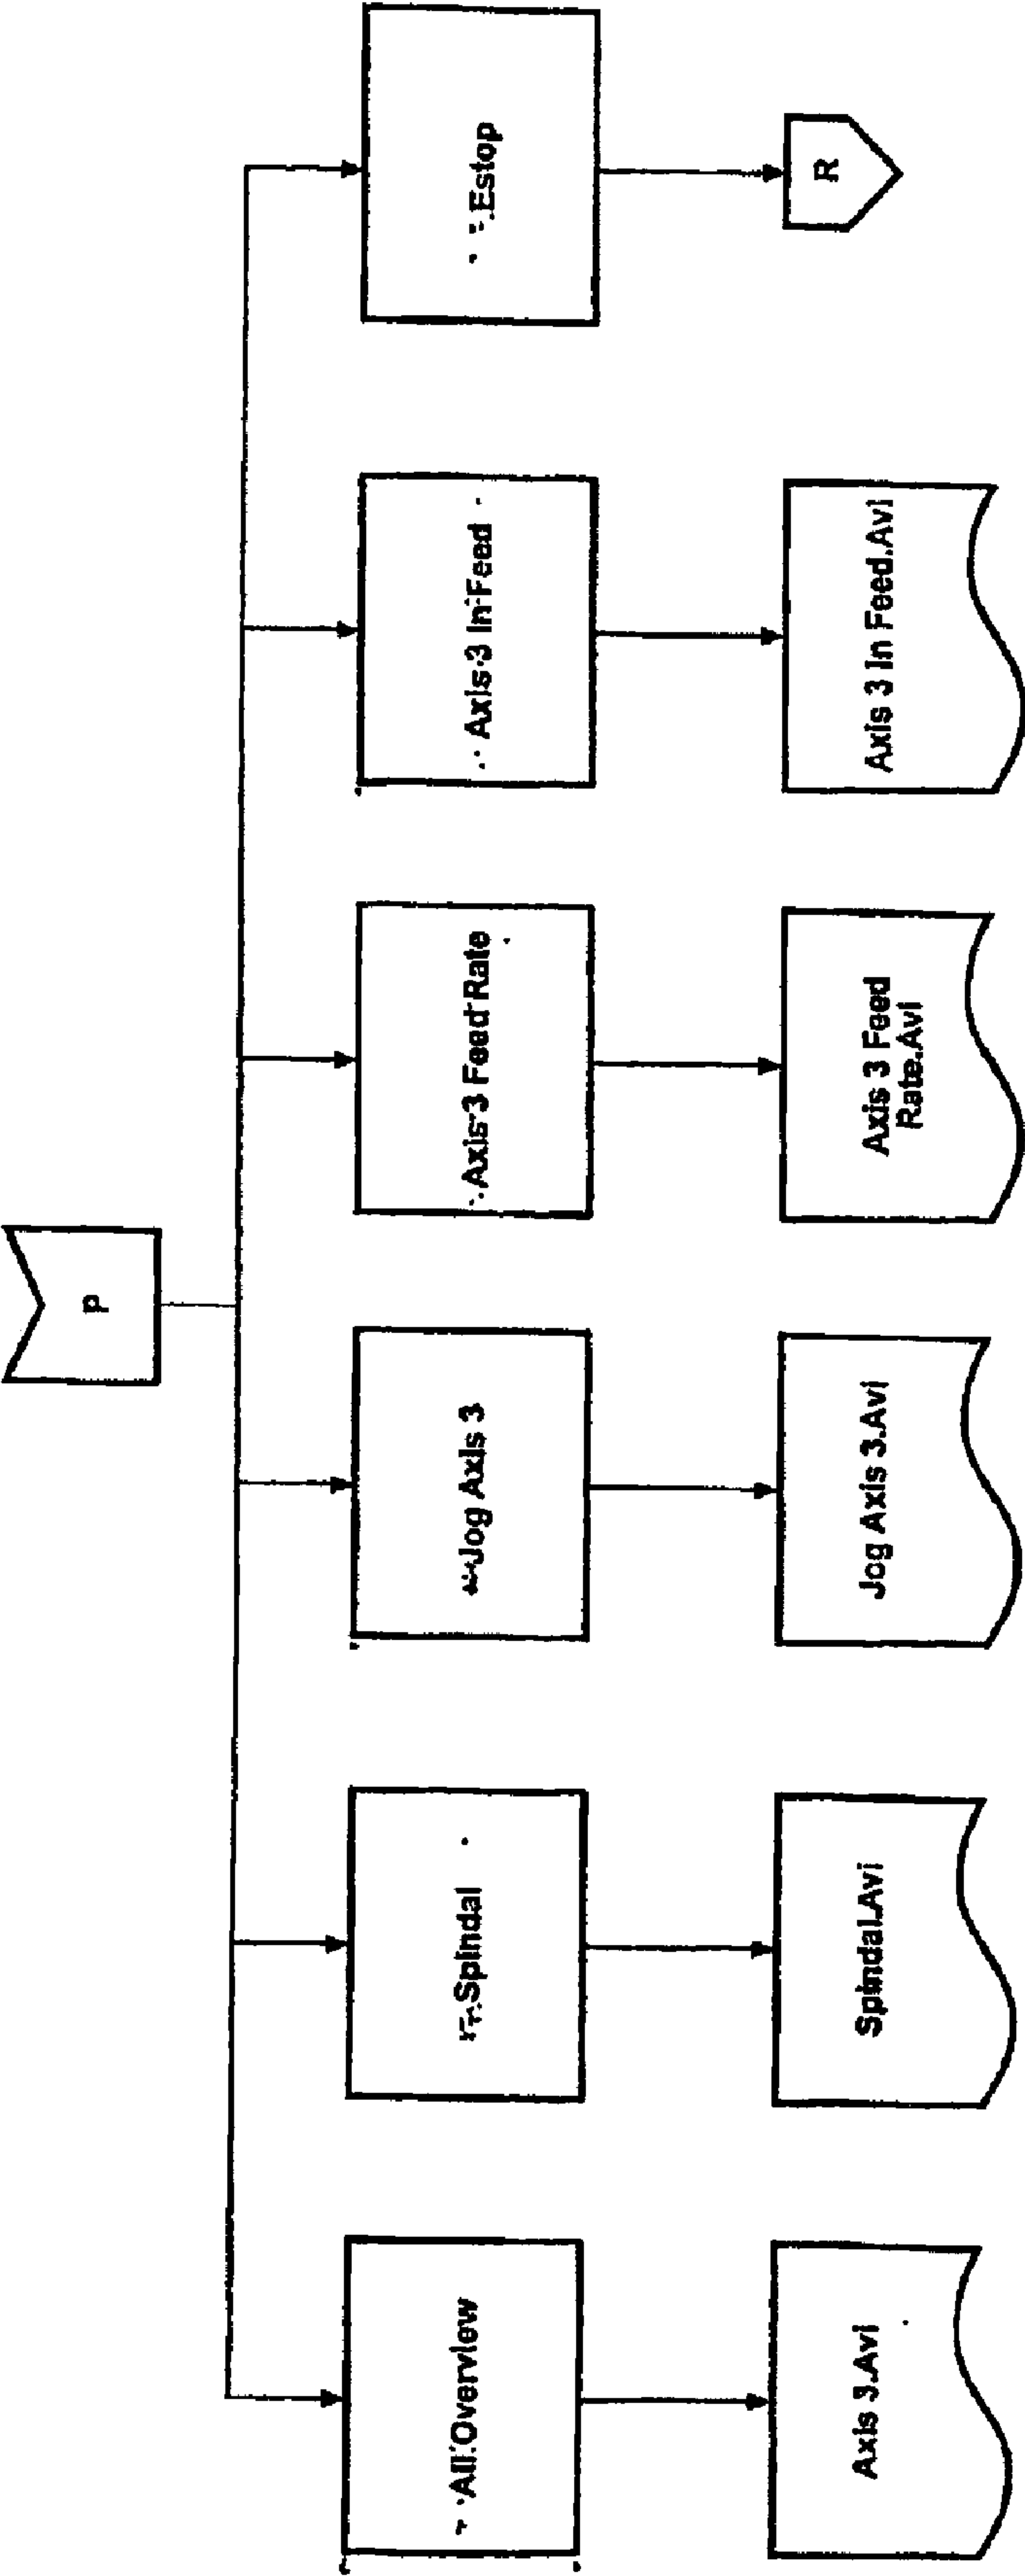 P
All Overview
Spindal
Jog Axis 3
Axis 3 Feed Rate
Axis 3 In Feed
Estop
Axis 3.Avi
Spindal.Avi
Jog Axis 3.Avi
Axis 3 Feed
Rate.Avi
Axis 3 In Feed.Avi
R